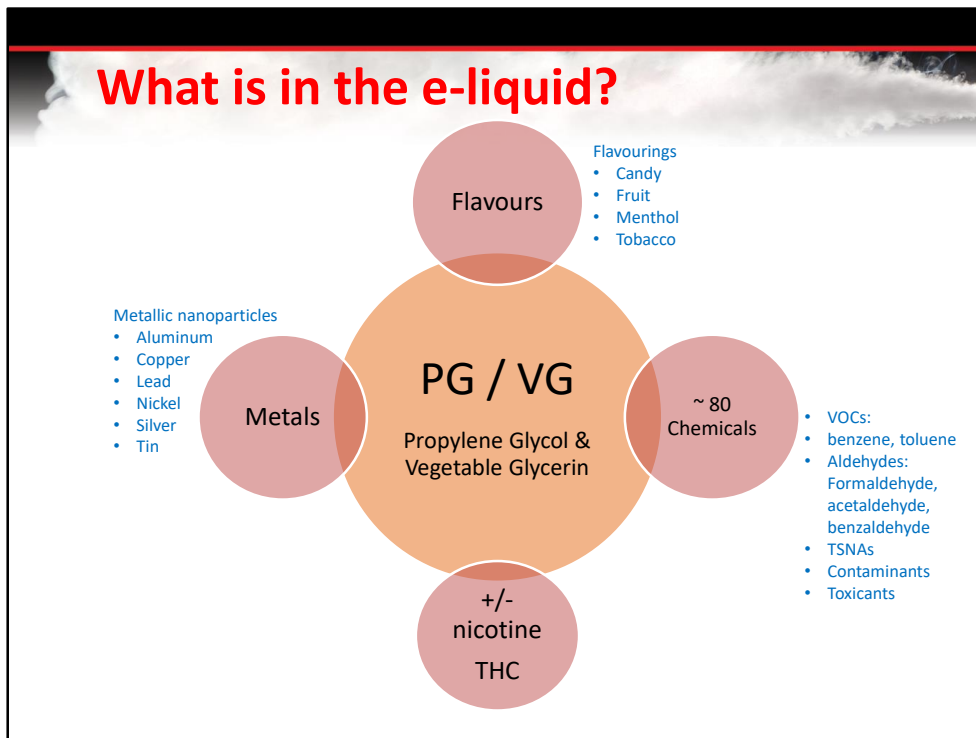 What is in the e-liquid?
Flavours
Flavourings
• Candy
• Fruit
• Menthol
• Tobacco
Metallic nanoparticles
• Aluminum
• Copper
• Lead
• Nickel
• Silver
• Tin
Metals
PG / VG
Propylene Glycol &
Vegetable Glycerin
~ 80
Chemicals
• VOCs:
• benzene, toluene
• Aldehydes:
Formaldehyde,
acetaldehyde,
benzaldehyde
• TSNAs
• Contaminants
• Toxicants
+/-
nicotine
THC